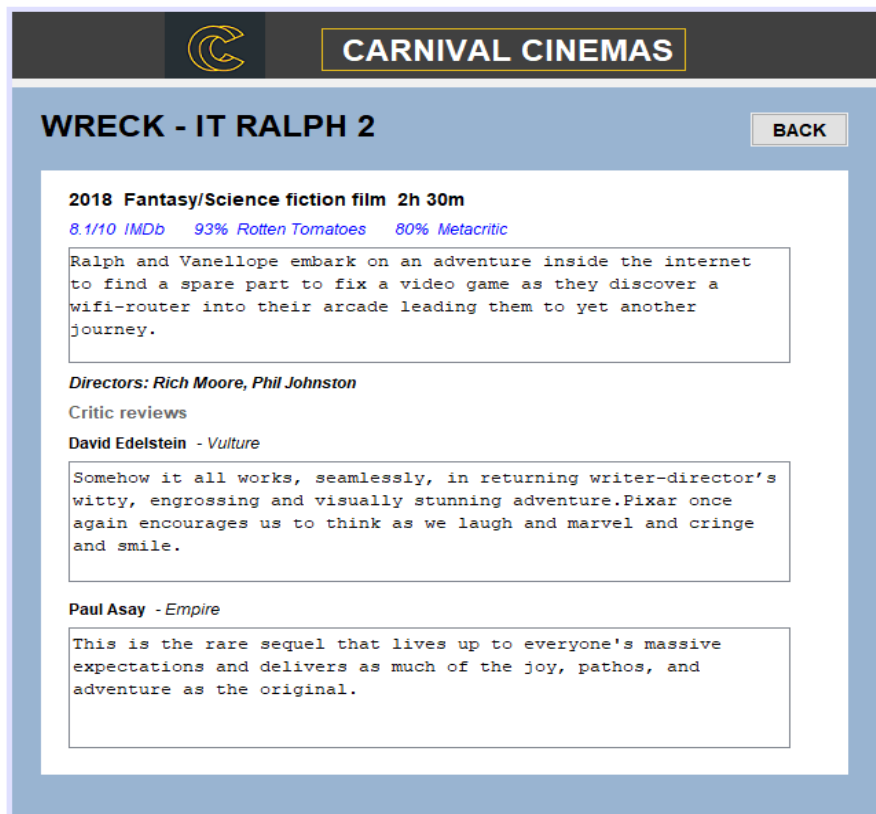 CARNIVAL CINEMAS
WRECK - IT RALPH 2
BACK
2018 Fantasy/Science fiction film 2h 30m
8.1/10 IMDb 93% Rotten Tomatoes 80% Metacritic
Ralph and Vanellope embark on an adventure inside the internet
to find a spare part to fix a video game as they discover a
wifi-router into their arcade leading them to yet another
journey.
Directors: Rich Moore, Phil Johnston
Critic reviews
David Edelstein - Vulture
Somehow it all works, seamlessly, in returning writer-director's
witty, engrossing and visually stunning adventure.Pixar once
again encourages us to think as we laugh and marvel and cringe
and smile.
Paul Asay - Empire
This is the rare sequel that lives up to everyone's massive
expectations and delivers as much of the joy, pathos, and
adventure as the original.